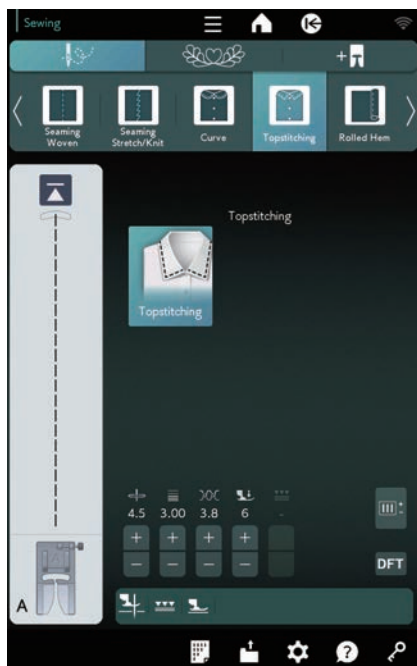 Sewing
Seaming
Woven
Seaming
Stretch/Knit
Curve
Topstitching
Rolled Hem
Topstitching
Topstitching
4.5 3.00 3.8 6 -
+ + +
- - -
DFT
A
?